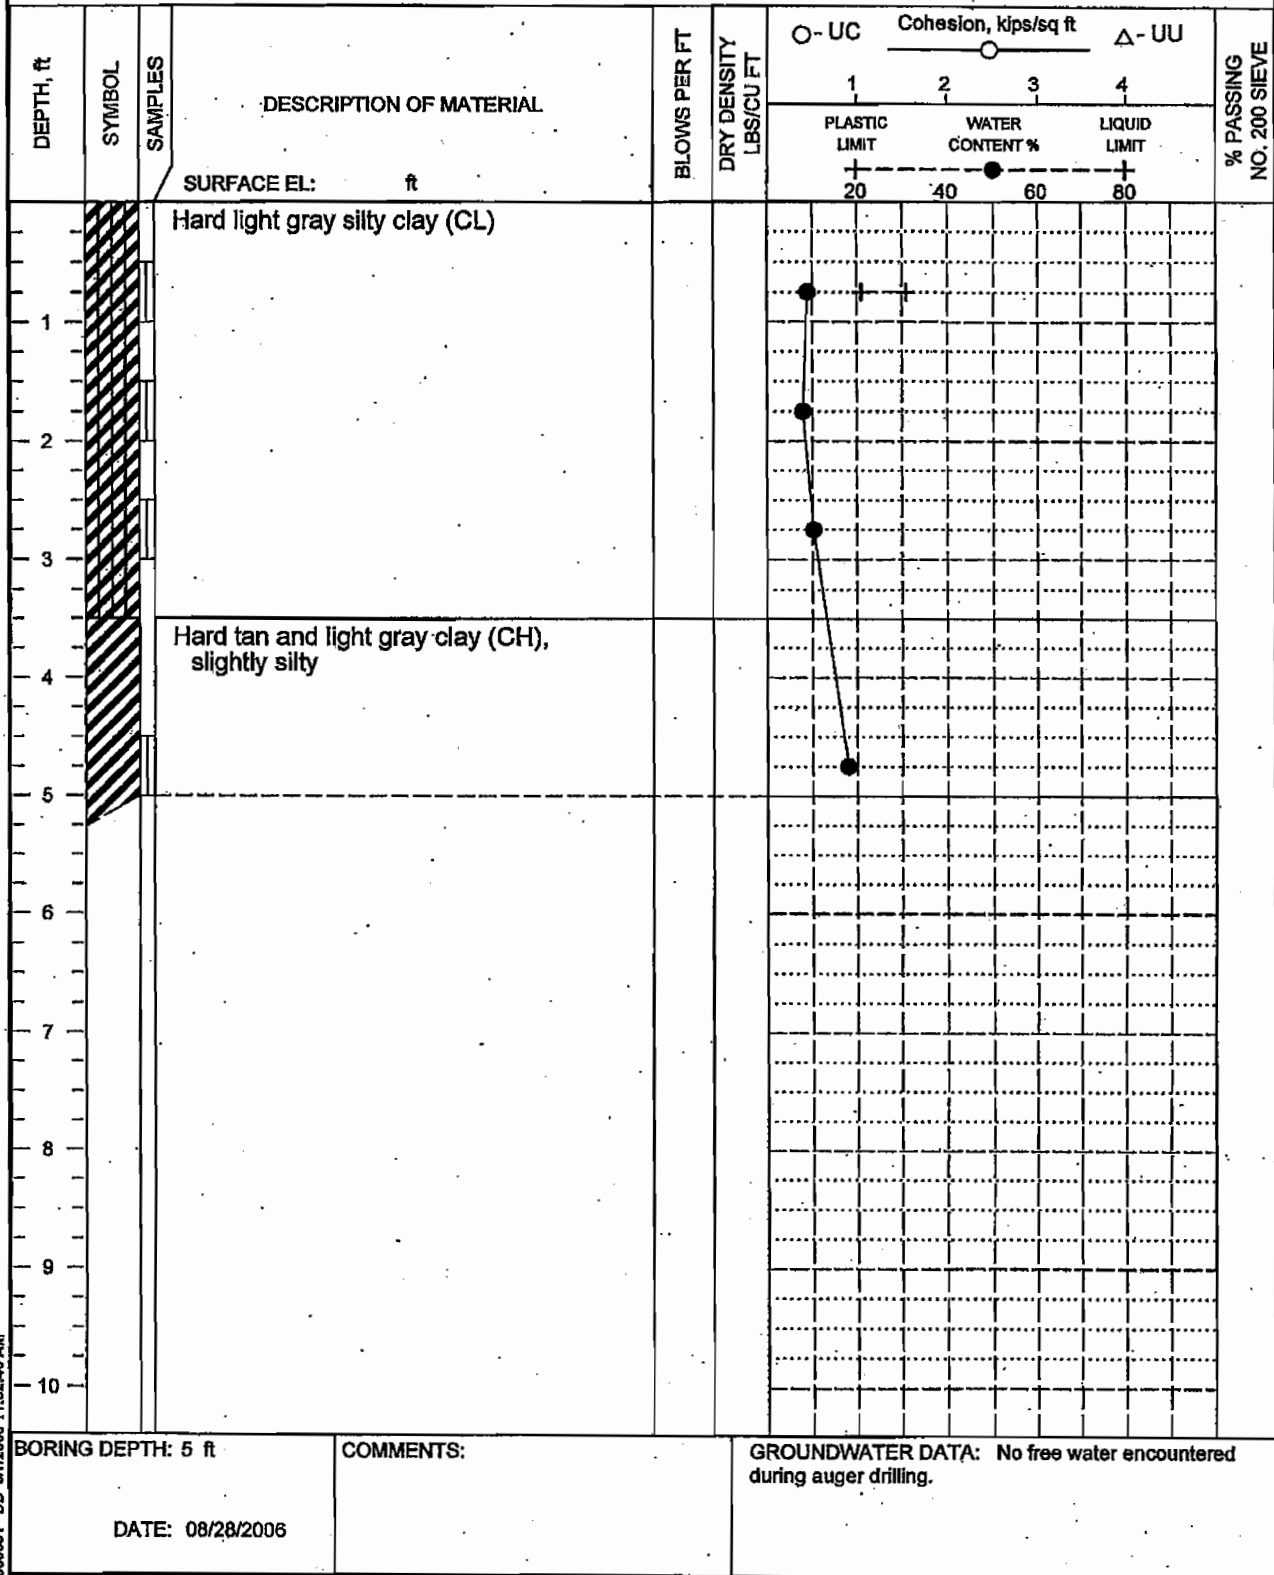 DEPTH, ft
SYMBOL
SAMPLES
DESCRIPTION OF MATERIAL
SURFACE EL: ft
BLOWS PER FT
DRY DENSITY
LBS/CU FT
O- UC Cohesion, kips/sq ft △- UU
1 2 3 4
PLASTIC LIMIT
WATER CONTENT %
LIQUID LIMIT
20 40 60 80
% PASSING
NO. 200 SIEVE
Hard light gray silty clay (CL)
1
2
3
Hard tan and light gray clay (CH),
slightly silty
4
5
6
7
8
9
10
BORING DEPTH: 5 ft
DATE: 08/28/2006
COMMENTS:
GROUNDWATER DATA: No free water encountered
during auger drilling.